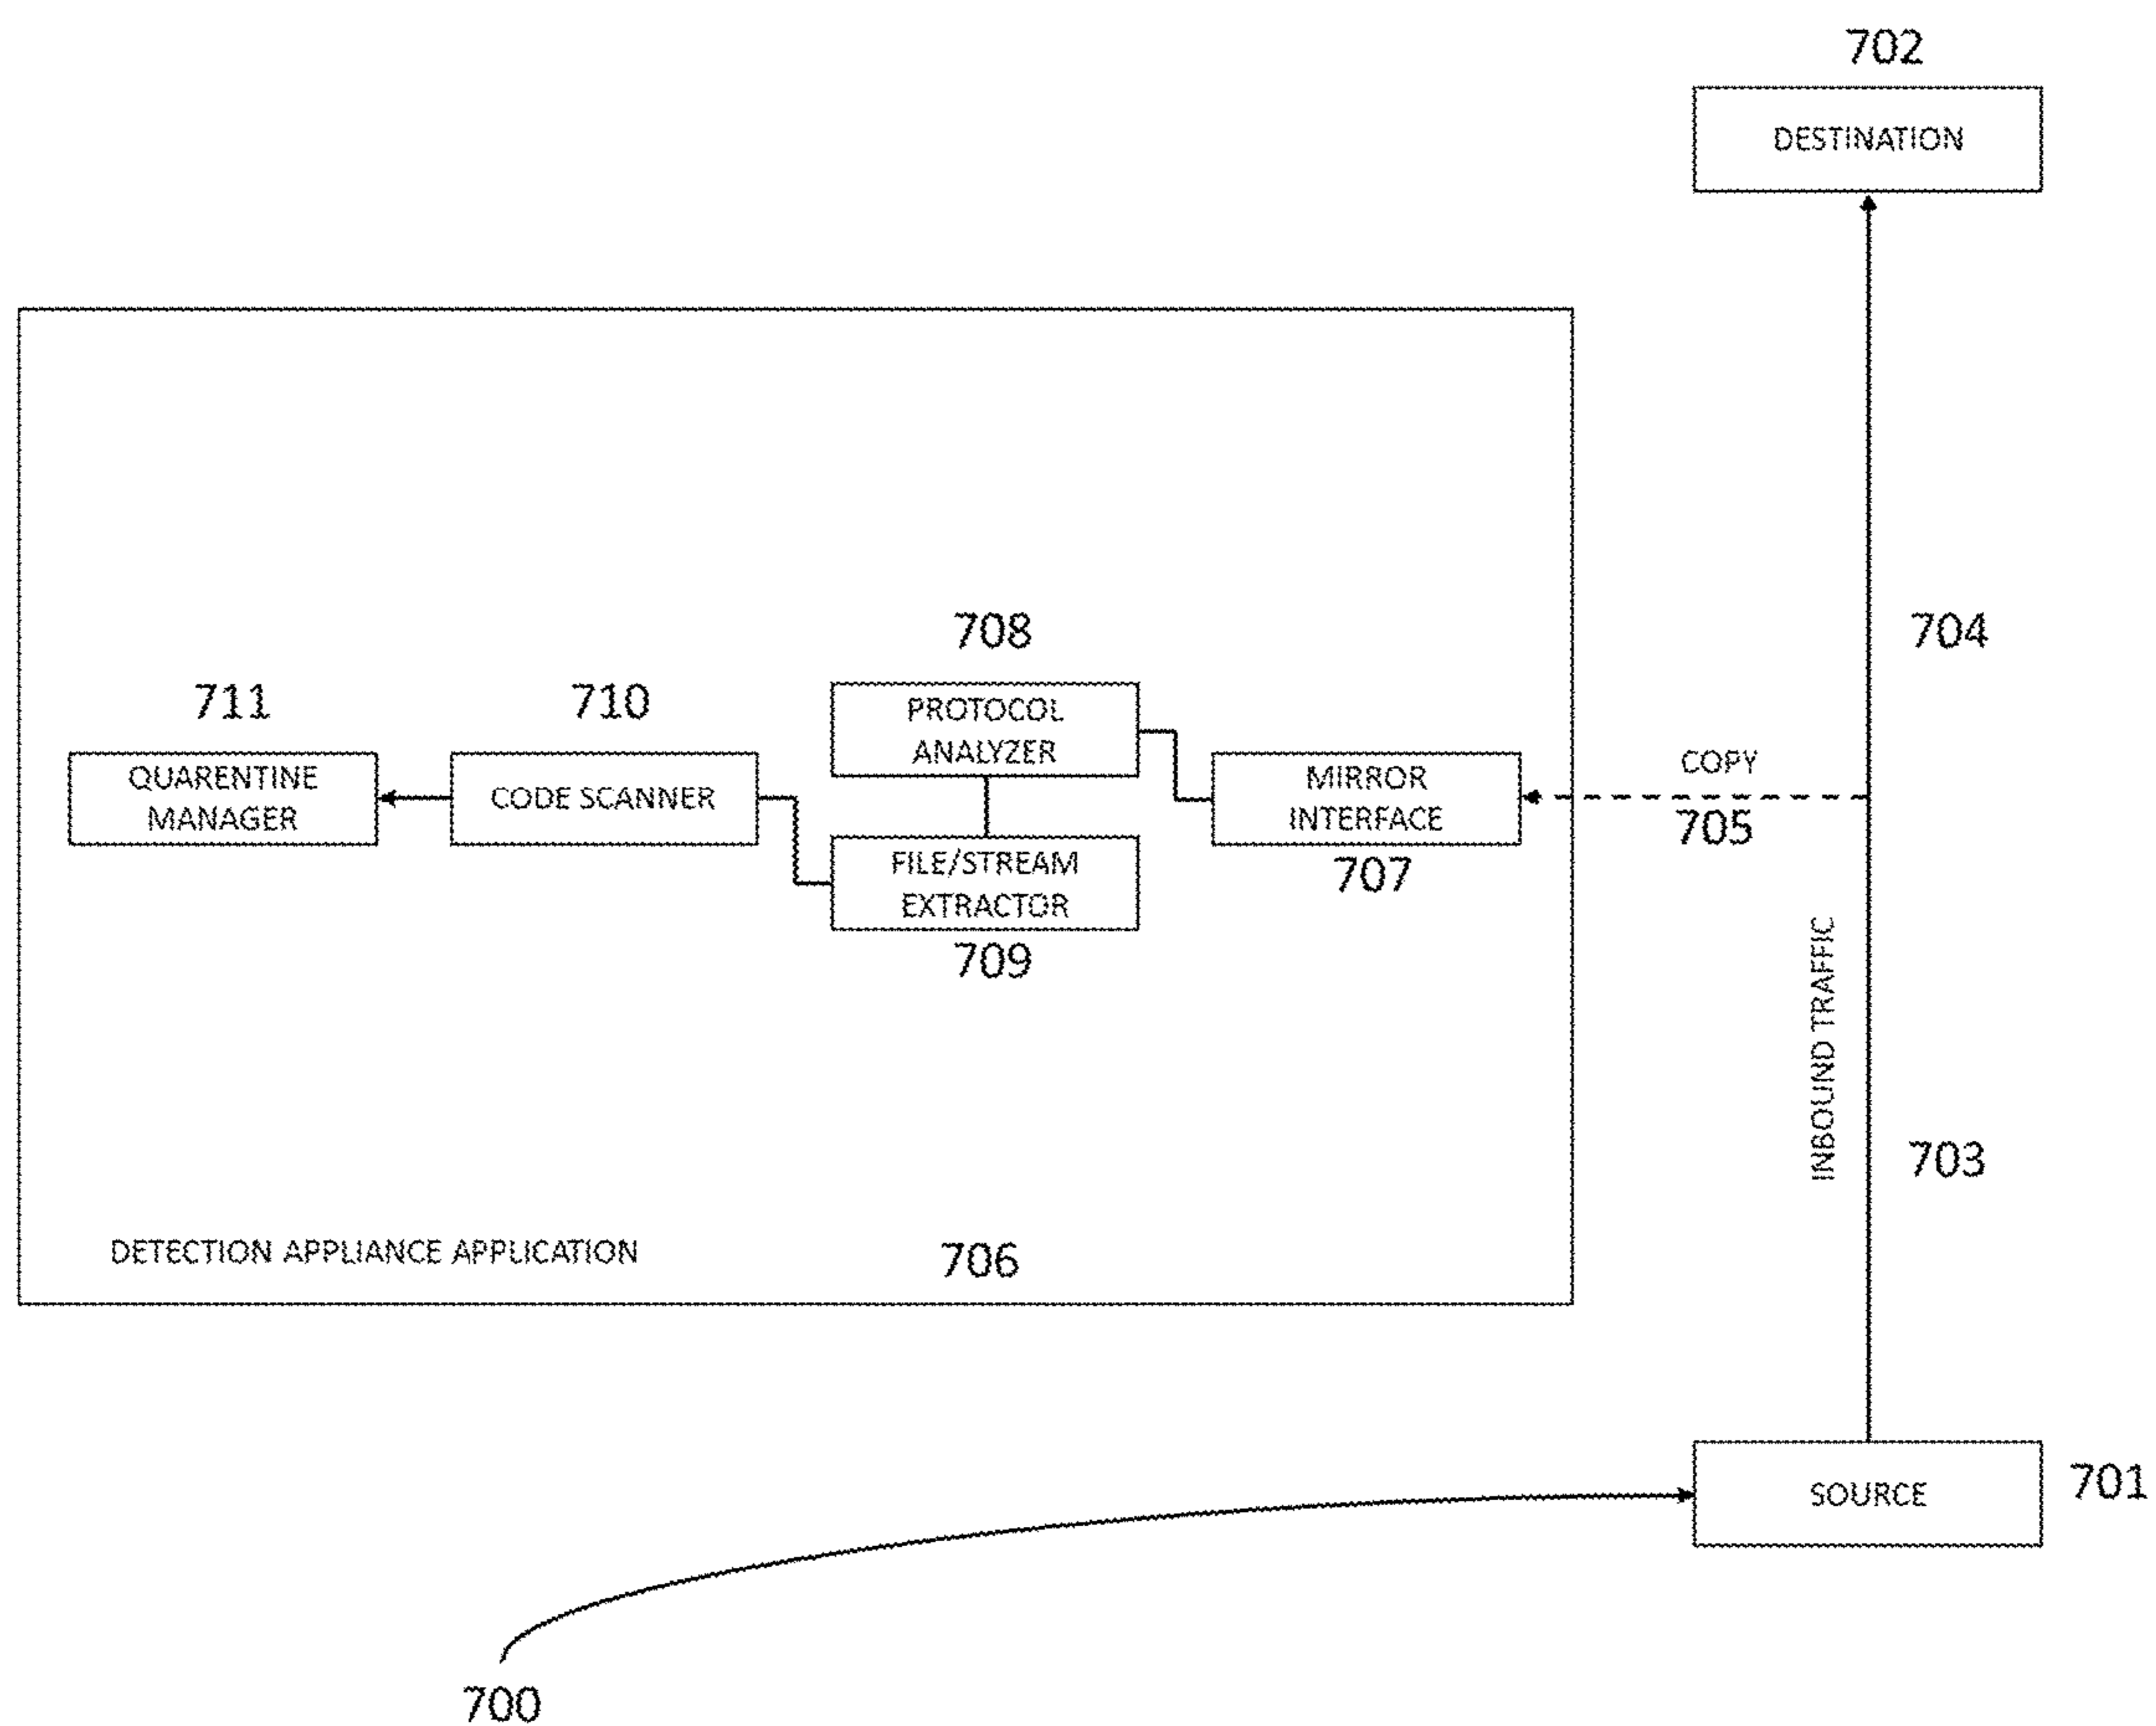 702
DESTINATION
704
708
711
710
PROTOCOL
ANALYZER
QUARENTINE
MANAGER
CODE SCANNER
MIRROR
INTERFACE
COPY
705
FILE/STREAM
EXTRACTOR
707
709
INBOUND TRAFFIC
703
DETECTION APPLIANCE APPLICATION
706
SOURCE
701
700